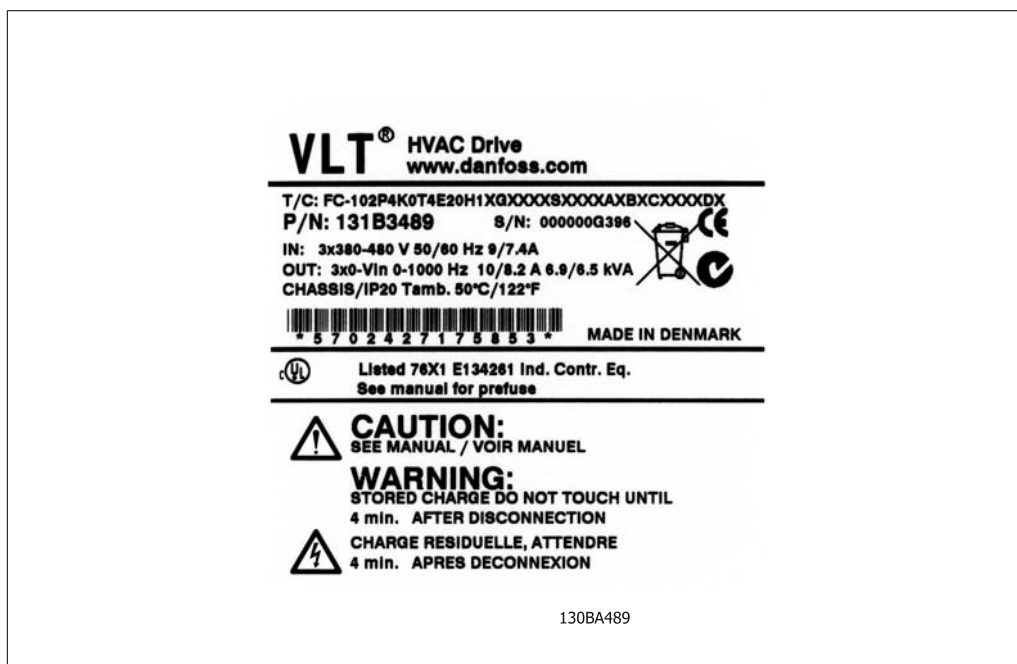 VLT® HVAC Drive
www.danfoss.com
T/C: FC-102P4K0T4E20H1XGXXXXSXXXXAXBXCXXXXDX
P/N: 131B3489 S/N: 000000G396
IN: 3x380-480 V 50/60 Hz 9/7.4A
OUT: 3x0-Vin 0-1000 Hz 10/8.2 A 6.9/6.5 kVA
CHASSIS/IP20 Tamb. 50°C/122°F
CE
* 5 7 0 2 4 2 7 1 7 5 8 5 3 * MADE IN DENMARK
c UL Listed 76X1 E134261 Ind. Contr. Eq.
See manual for prefuse
CAUTION:
SEE MANUAL / VOIR MANUEL
WARNING:
STORED CHARGE DO NOT TOUCH UNTIL
4 min. AFTER DISCONNECTION
CHARGE RESIDUELLE, ATTENDRE
4 min. APRES DECONNEXION
130BA489